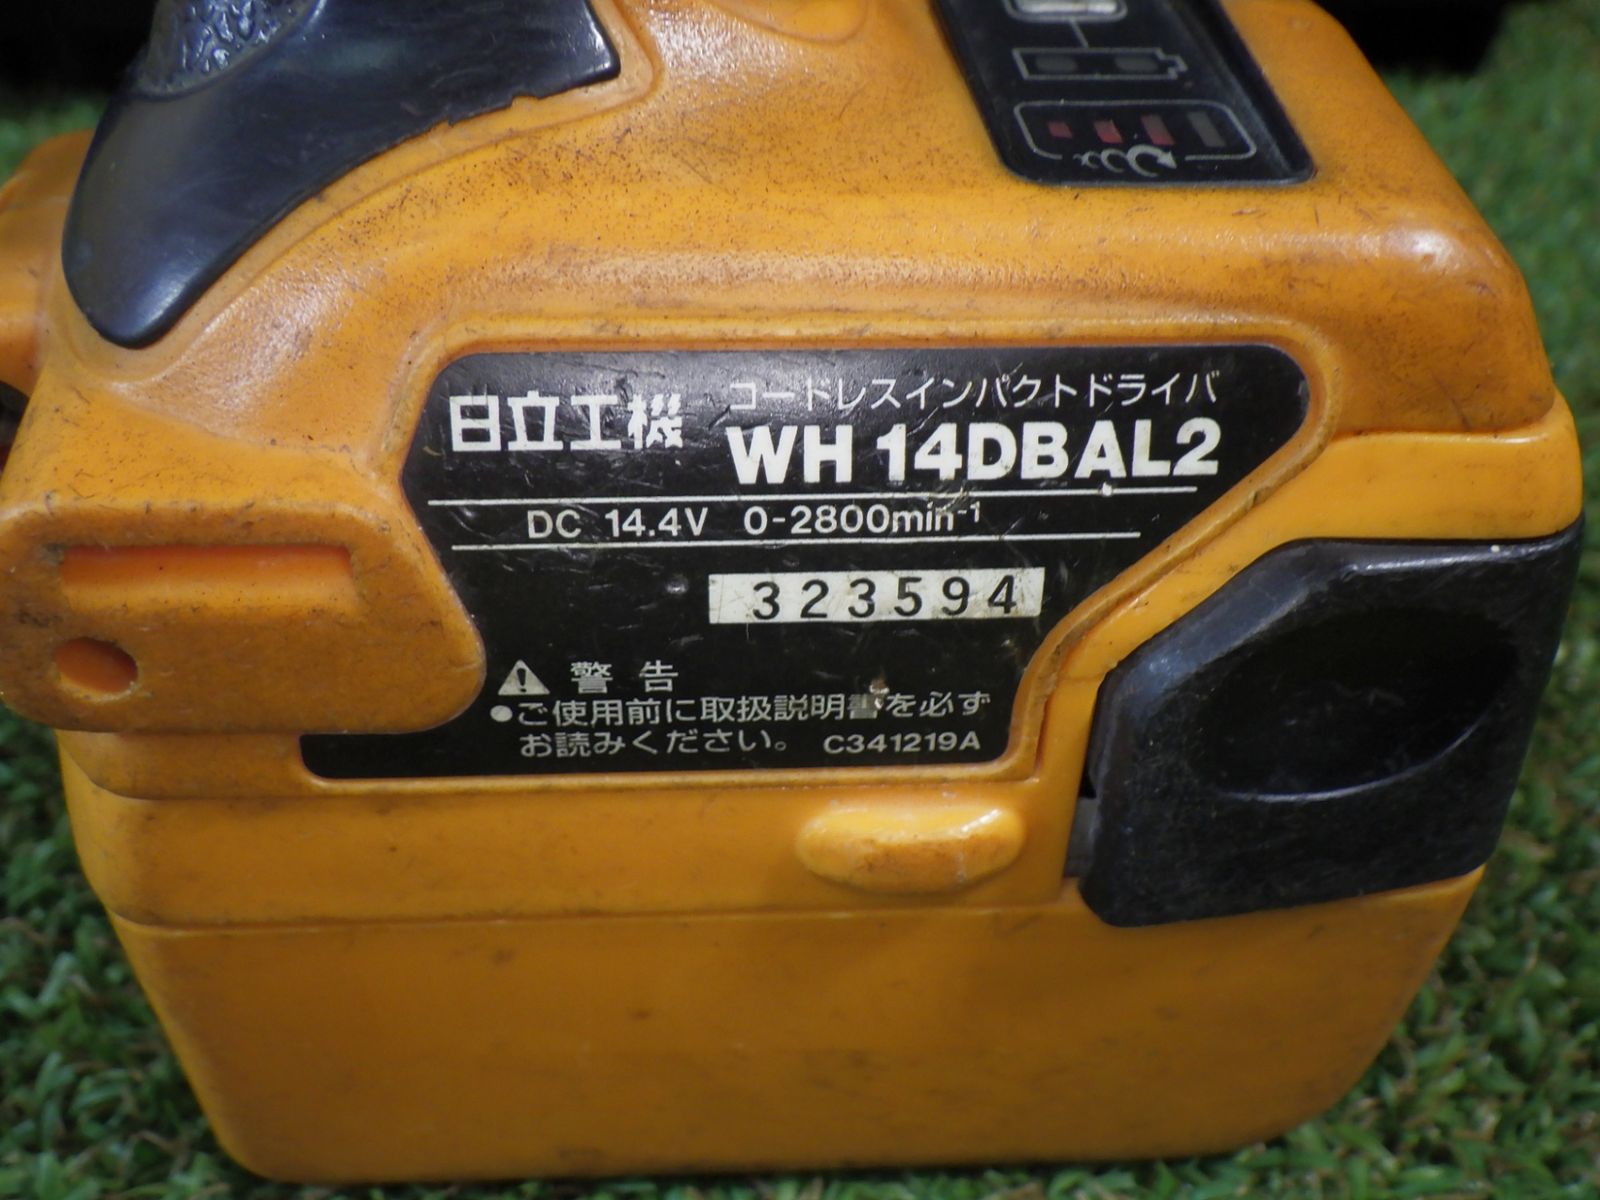 日立工機
コードレスインパクトドライバ
WH 14DBAL2
DC 14.4V 0-2800min⁻¹
323594
⚠ 警告
●ご使用前に取扱説明書を必ず
お読みください。 C341219A